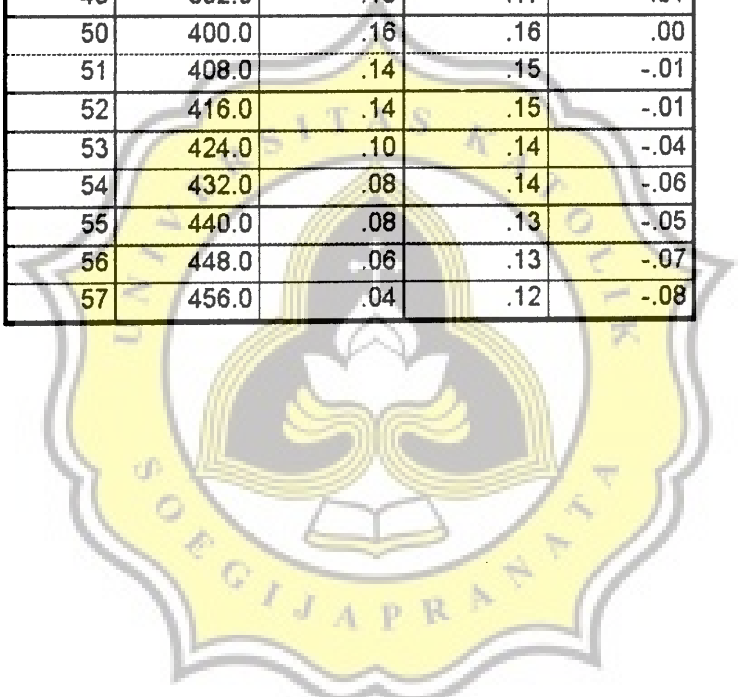 50 400.0 .16 .16 .00
51 408.0 .14 .15 -.01
52 416.0 .14 .15 -.01
53 424.0 .10 .14 -.04
54 432.0 .08 .14 -.06
55 440.0 .08 .13 -.05
56 448.0 .06 .13 -.07
57 456.0 .04 .12 -.08
UNIVERSITAS KATOLIK
SOEGIJAPRANATA